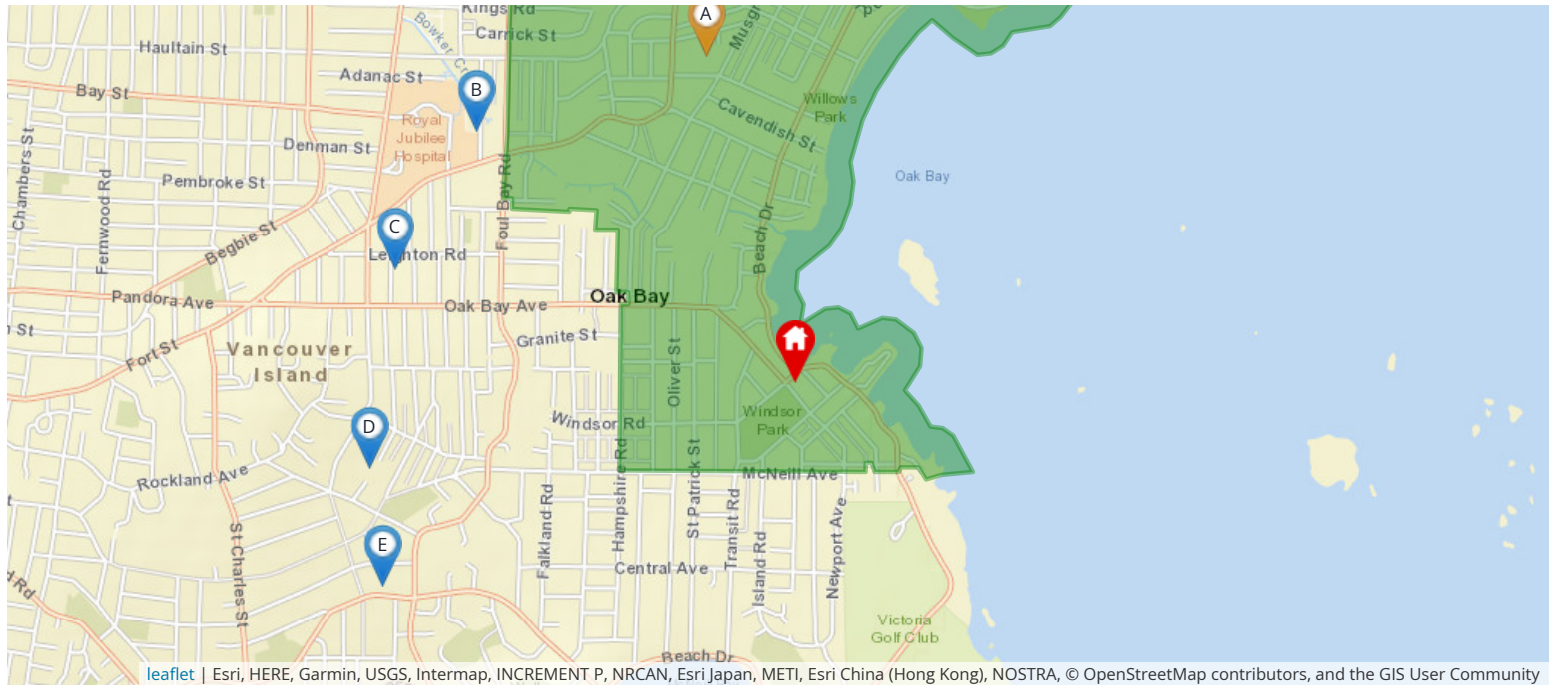 Kings Rd
A
Musgr
Carrick St
Bowker Cr
Haultain St
Adanac St
B
Bay St
Willows
Park
Cavendish St
Royal
Jubilee
Hospital
Denman St
Chambers St
Fernwood Rd
Pembroke St
Foul Bay Rd
Oak Bay
C
Begbie St
Leighton Rd
Beach Dr
Pandora Ave
Oak Bay Ave
Oak Bay
St
Granite St
Fort St
Vancouver
Island
Oliver St
Windsor Rd
Windsor
Park
D
Rockland Ave
Hampshire Rd
St Patrick St
McNeill Ave
Falkland Rd
Transit Rd
Island Rd
Newport Ave
St Charles St
E
Central Ave
d Rd
Victoria
Golf Club
Beach Dr
leaflet | Esri, HERE, Garmin, USGS, Intermap, INCREMENT P, NRCAN, Esri Japan, METI, Esri China (Hong Kong), NOSTRA, © OpenStreetMap contributors, and the GIS User Community